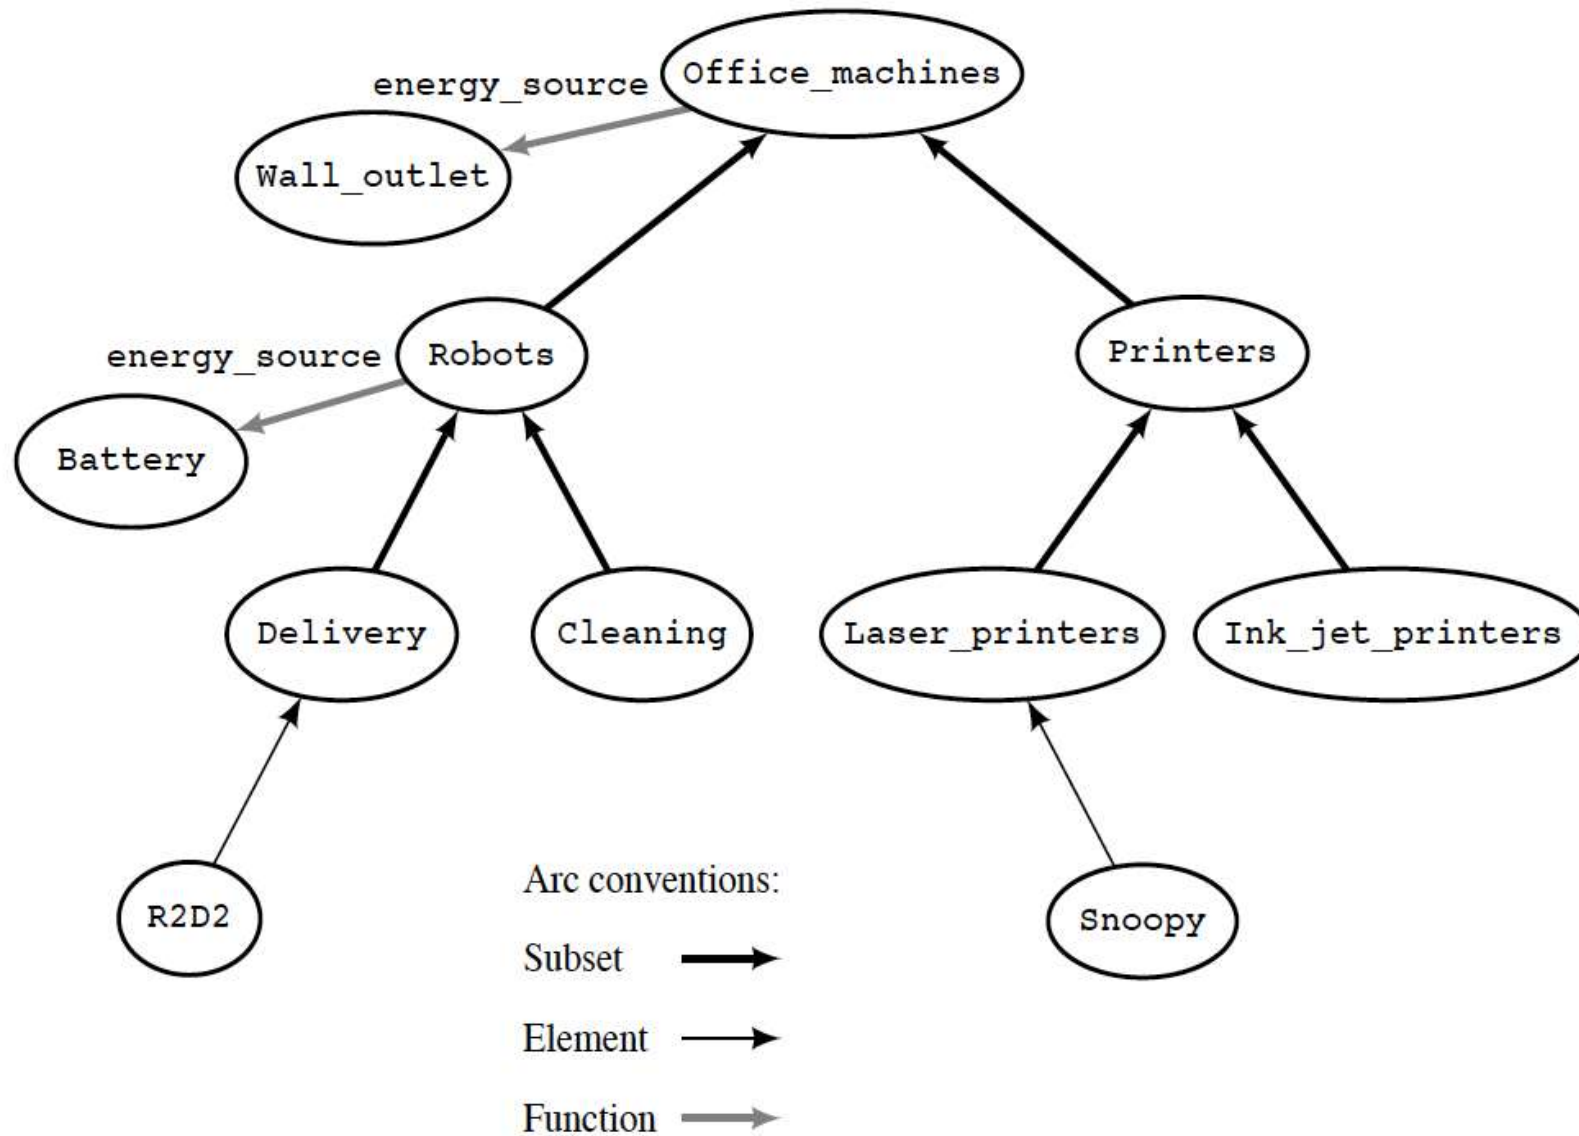 Office_machines
energy_source
Wall_outlet
energy_source
Robots
Printers
Battery
Delivery
Cleaning
Laser_printers
Ink_jet_printers
R2D2
Snoopy
Arc conventions:
Subset
Element
Function